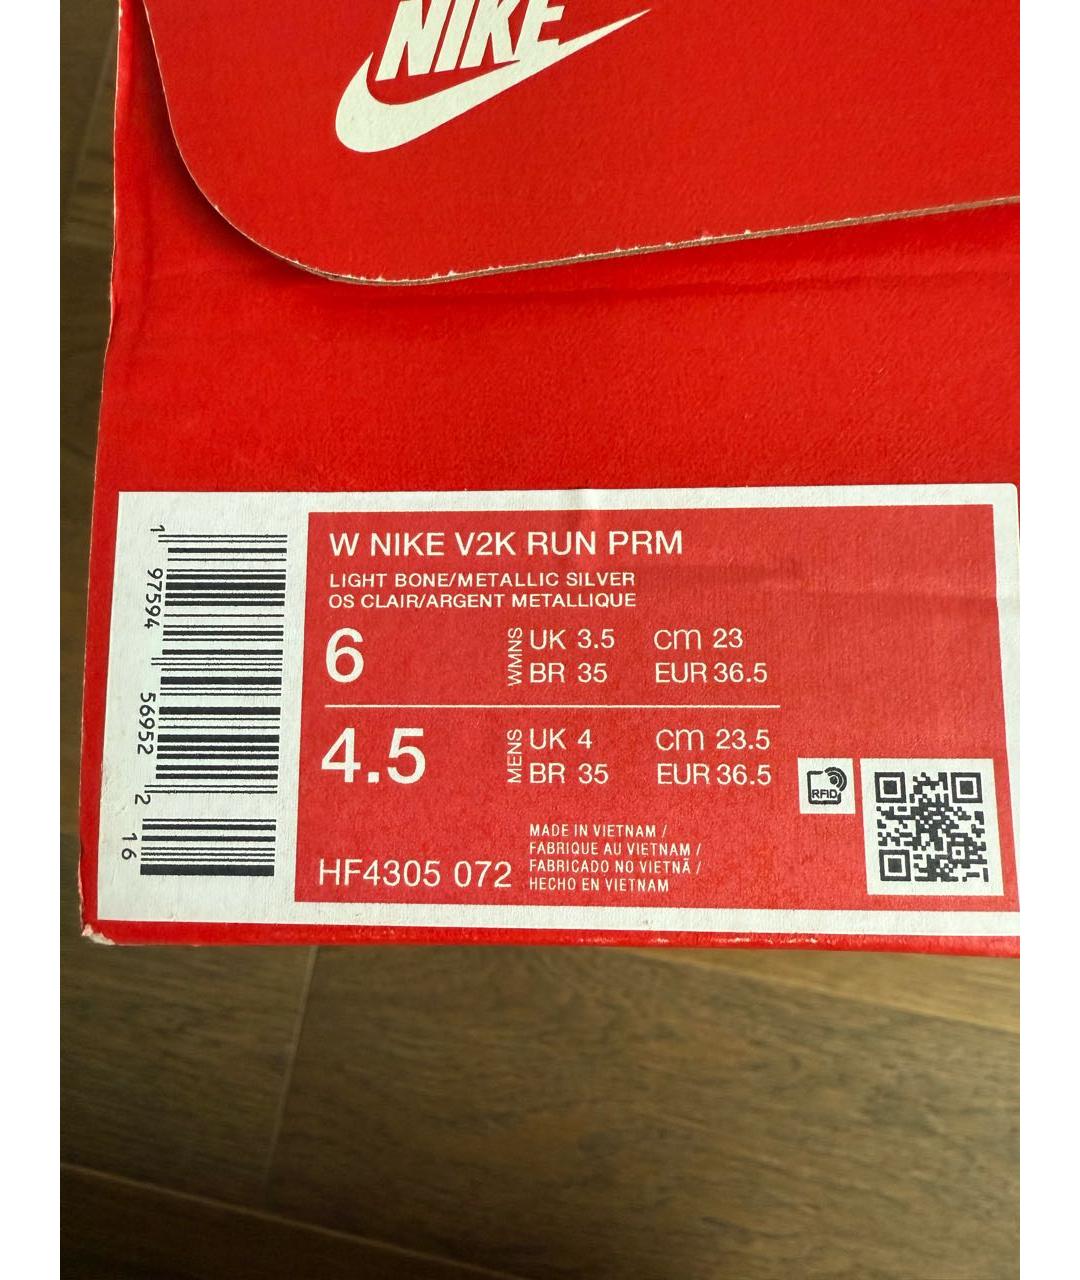 NIKE
W NIKE V2K RUN PRM
LIGHT BONE/METALLIC SILVER
OS CLAIR/ARGENT METALLIQUE
6 WMNS UK 3.5 cm 23
BR 35 EUR 36.5
4.5 MENS UK 4 cm 23.5
BR 35 EUR 36.5
RFID
MADE IN VIETNAM /
FABRIQUE AU VIETNAM /
FABRICADO NO VIETNÃ /
HECHO EN VIETNAM
HF4305 072
1 97594 56952 2 16